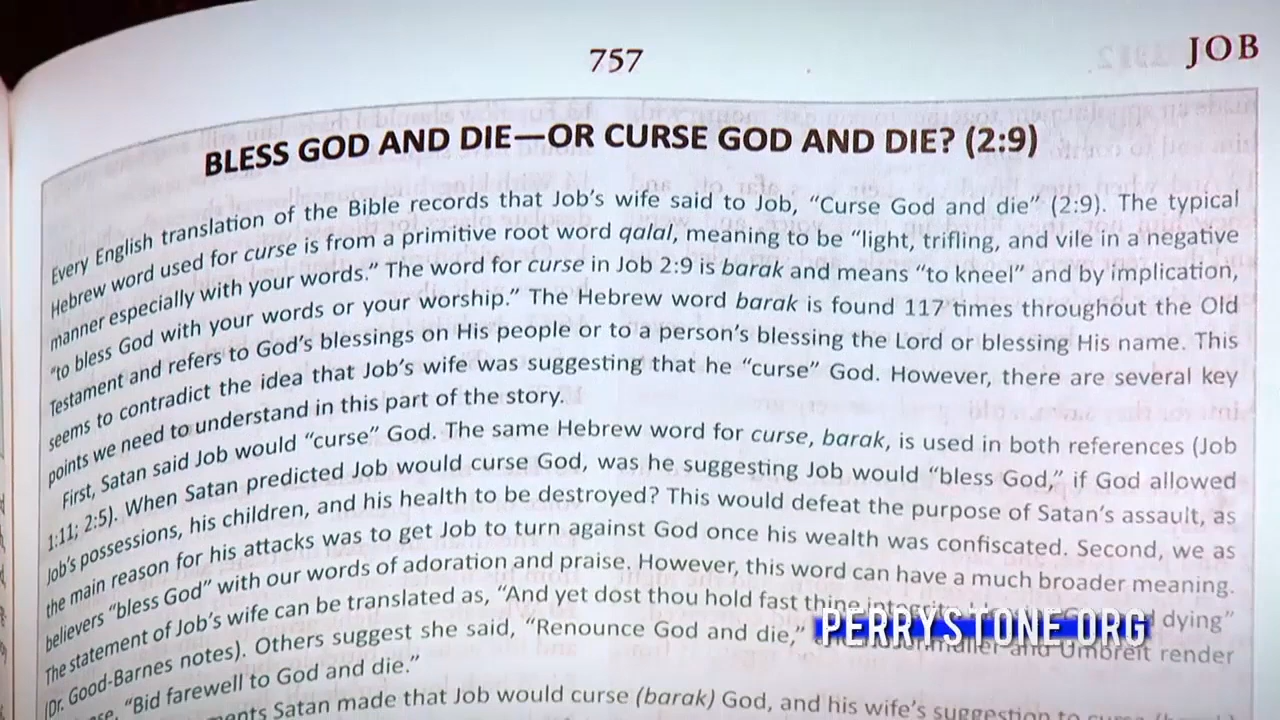 757
JOB
BLESS GOD AND DIE—OR CURSE GOD AND DIE? (2:9)
Every English translation of the Bible records that Job’s wife said to Job, “Curse God and die” (2:9). The typical
Hebrew word used for curse is from a primitive root word qalal, meaning to be “light, trifling, and vile in a negative
manner especially with your words.” The word for curse in Job 2:9 is barak and means “to kneel” and by implication,
“to bless God with your words or your worship.” The Hebrew word barak is found 117 times throughout the Old
Testament and refers to God’s blessings on His people or to a person’s blessing the Lord or blessing His name. This
seems to contradict the idea that Job’s wife was suggesting that he “curse” God. However, there are several key
points we need to understand in this part of the story.
First, Satan said Job would “curse” God. The same Hebrew word for curse, barak, is used in both references (Job
1:11; 2:5). When Satan predicted Job would curse God, was he suggesting Job would “bless God,” if God allowed
Job’s possessions, his children, and his health to be destroyed? This would defeat the purpose of Satan’s assault, as
the main reason for his attacks was to get Job to turn against God once his wealth was confiscated. Second, we as
believers “bless God” with our words of adoration and praise. However, this word can have a much broader meaning.
The statement of Job’s wife can be translated as, “And yet dost thou hold fast thine integrity dying”
(Dr. Good-Barnes notes). Others suggest she said, “Renounce God and die,” and Umbreit render
“Bid farewell to God and die.”
Satan made that Job would curse (barak) God, and his wife’s suggestion to
PERRYSTONE.ORG